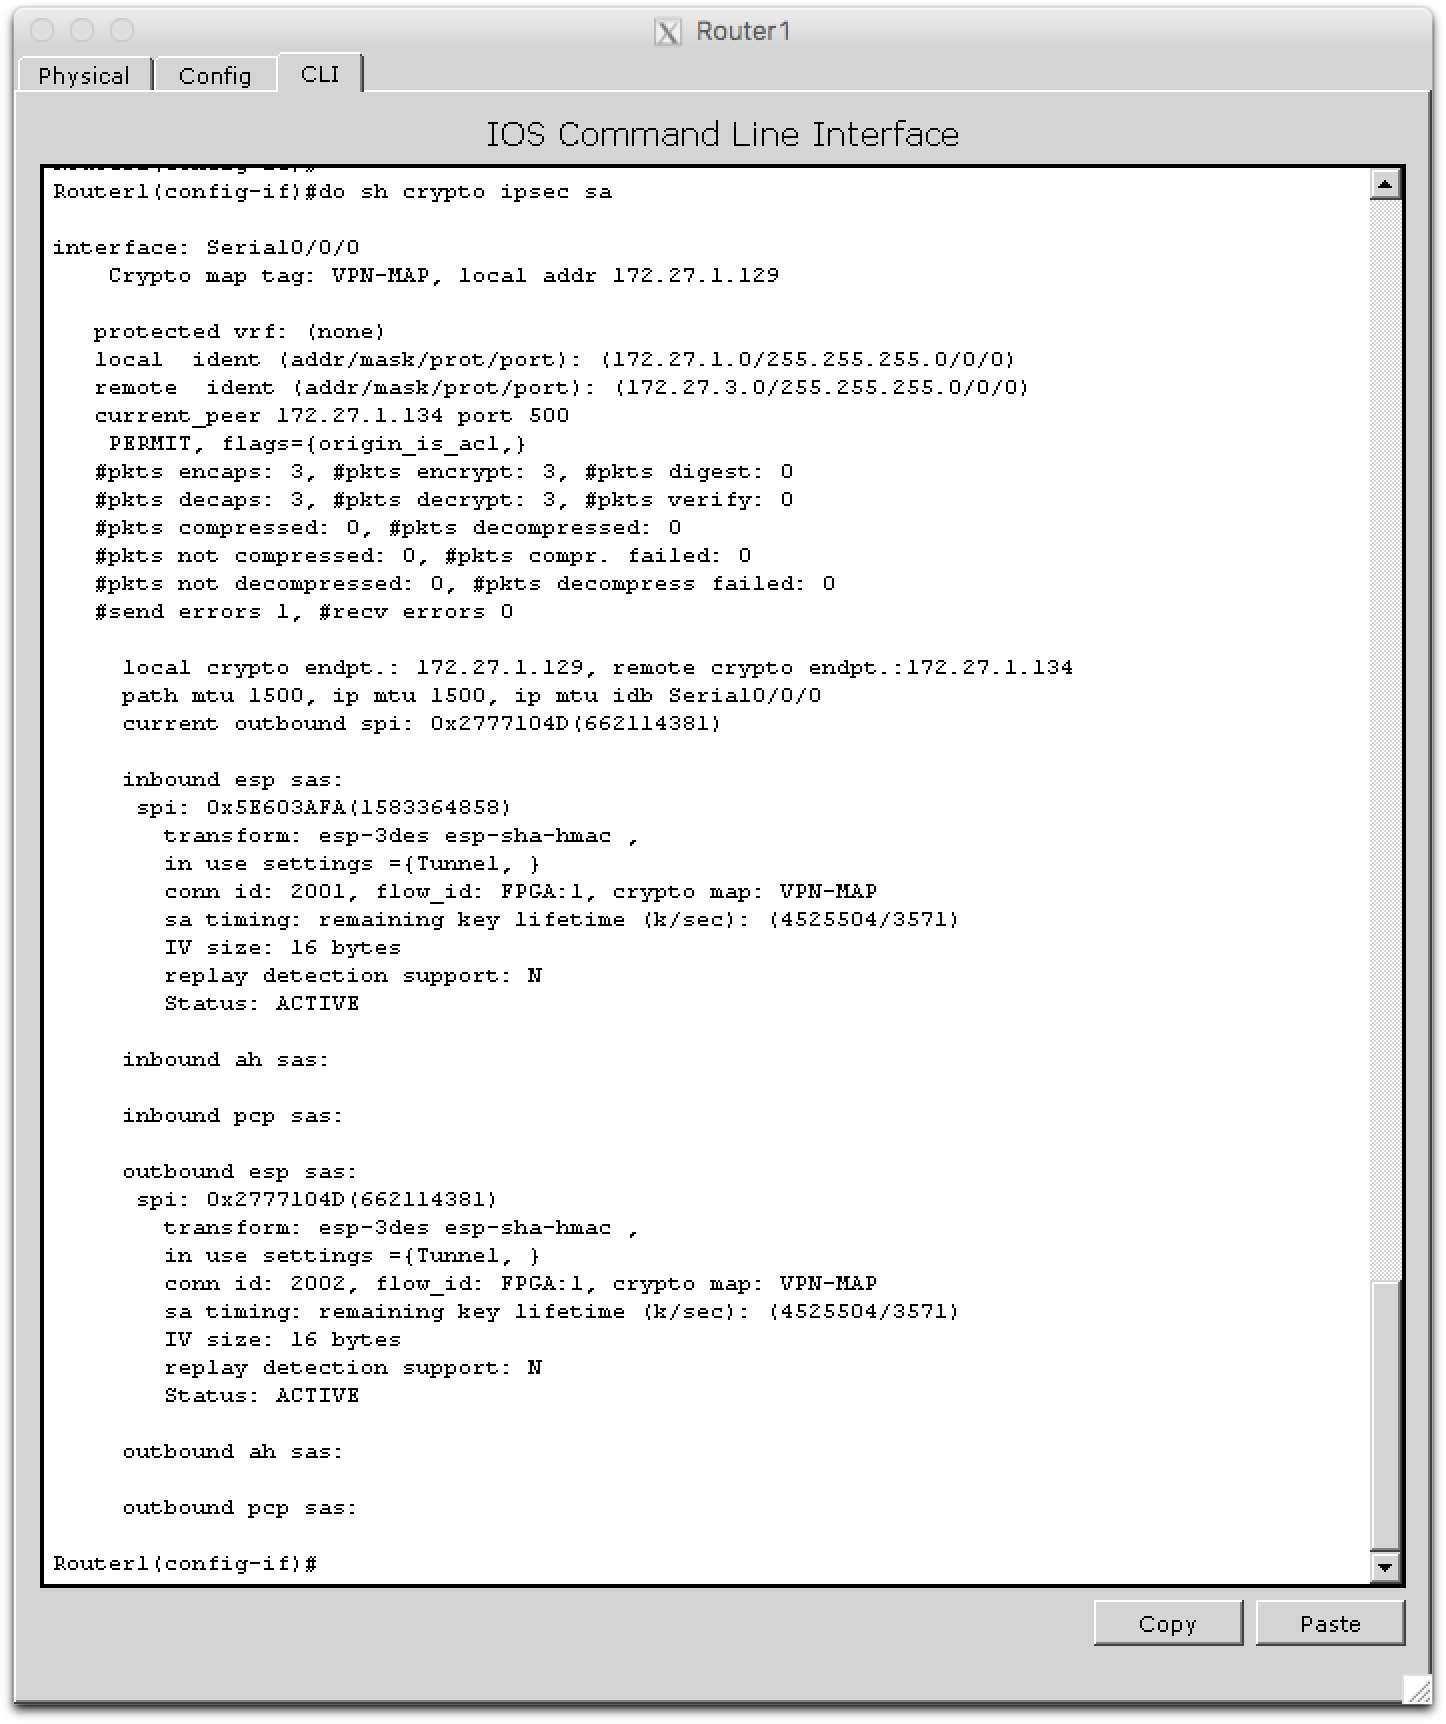 Router1
Physical
Config
CLI
IOS Command Line Interface
Router1(config-if)#
Router1(config-if)#do sh crypto ipsec sa
interface: Serial0/0/0
Crypto map tag: VPN-MAP, local addr 172.27.1.129
protected vrf: (none)
local  ident (addr/mask/prot/port): (172.27.1.0/255.255.255.0/0/0)
remote  ident (addr/mask/prot/port): (172.27.3.0/255.255.255.0/0/0)
current_peer 172.27.1.134 port 500
PERMIT, flags={origin_is_acl,}
#pkts encaps: 3, #pkts encrypt: 3, #pkts digest: 0
#pkts decaps: 3, #pkts decrypt: 3, #pkts verify: 0
#pkts compressed: 0, #pkts decompressed: 0
#pkts not compressed: 0, #pkts compr. failed: 0
#pkts not decompressed: 0, #pkts decompress failed: 0
#send errors 1, #recv errors 0
local crypto endpt.: 172.27.1.129, remote crypto endpt.:172.27.1.134
path mtu 1500, ip mtu 1500, ip mtu idb Serial0/0/0
current outbound spi: 0x2777104D(662114381)
inbound esp sas:
spi: 0x5E603AFA(1583364858)
transform: esp-3des esp-sha-hmac ,
in use settings ={Tunnel, }
conn id: 2001, flow_id: FPGA:1, crypto map: VPN-MAP
sa timing: remaining key lifetime (k/sec): (4525504/3571)
IV size: 16 bytes
replay detection support: N
Status: ACTIVE
inbound ah sas:
inbound pcp sas:
outbound esp sas:
spi: 0x2777104D(662114381)
transform: esp-3des esp-sha-hmac ,
in use settings ={Tunnel, }
conn id: 2002, flow_id: FPGA:1, crypto map: VPN-MAP
sa timing: remaining key lifetime (k/sec): (4525504/3571)
IV size: 16 bytes
replay detection support: N
Status: ACTIVE
outbound ah sas:
outbound pcp sas:
Router1(config-if)#
Copy
Paste